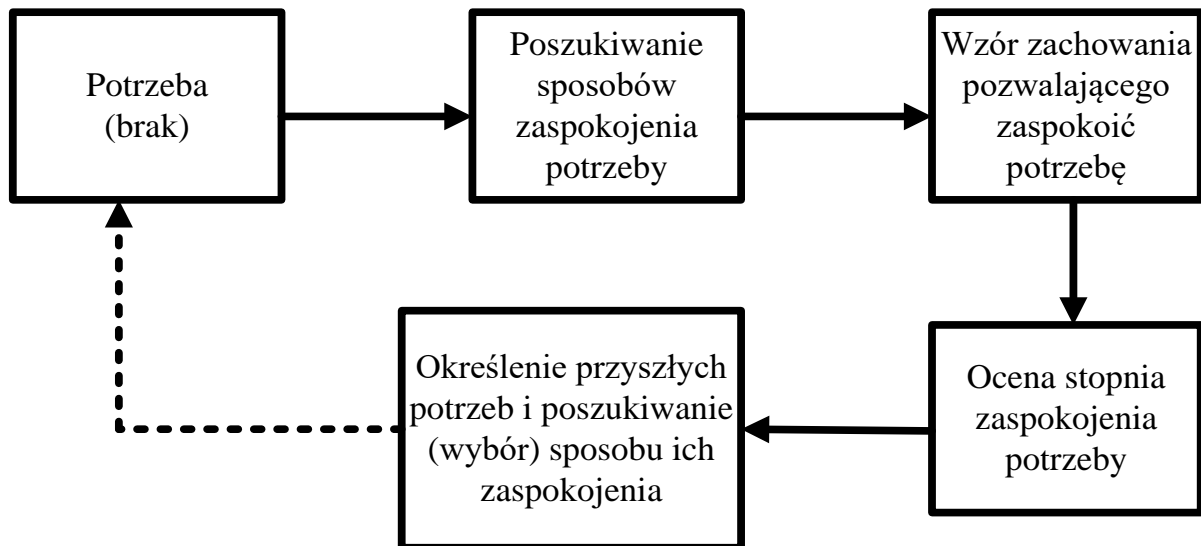 Potrzeba
(brak)
Poszukiwanie
sposobów
zaspokojenia
potrzeby
Wzór zachowania
pozwalającego
zaspokoić
potrzebę
Ocena stopnia
zaspokojenia
potrzeby
Określenie przyszłych
potrzeb i poszukiwanie
(wybór) sposobu ich
zaspokojenia